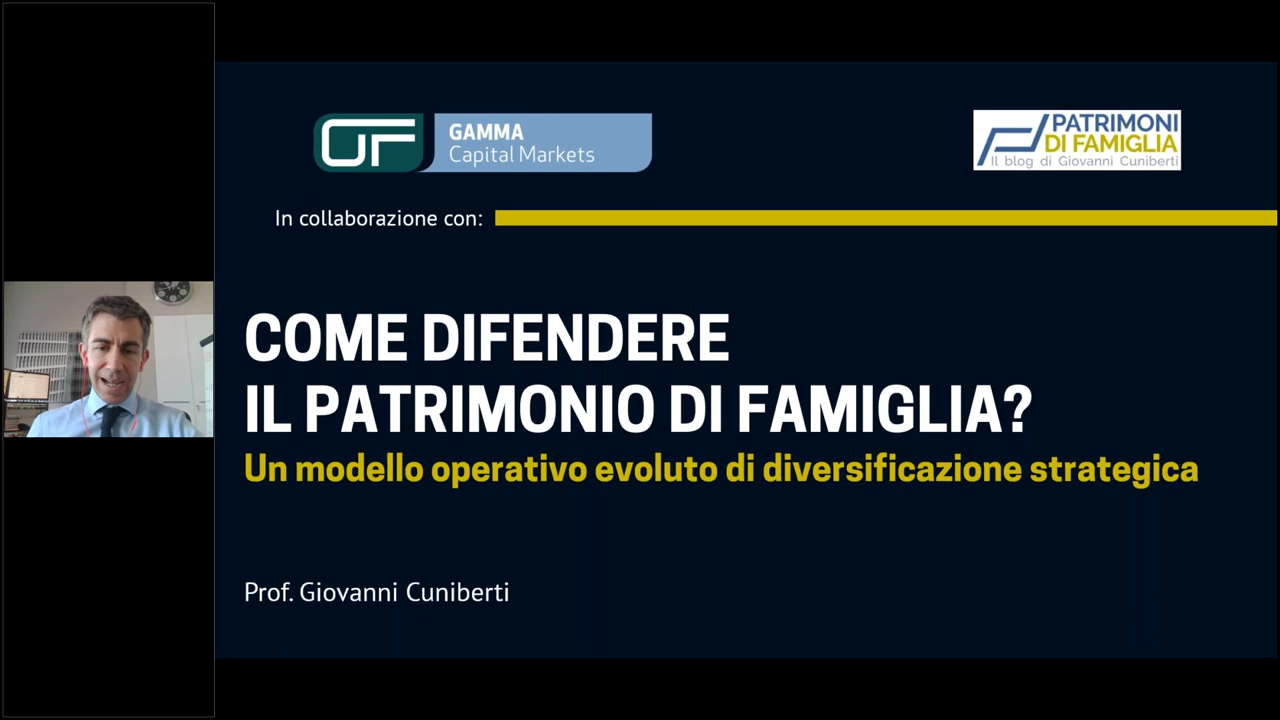 GAMMA
Capital Markets
PATRIMONI
DI FAMIGLIA
Il blog di Giovanni Cuniberti
In collaborazione con:
COME DIFENDERE
IL PATRIMONIO DI FAMIGLIA?
Un modello operativo evoluto di diversificazione strategica
Prof. Giovanni Cuniberti